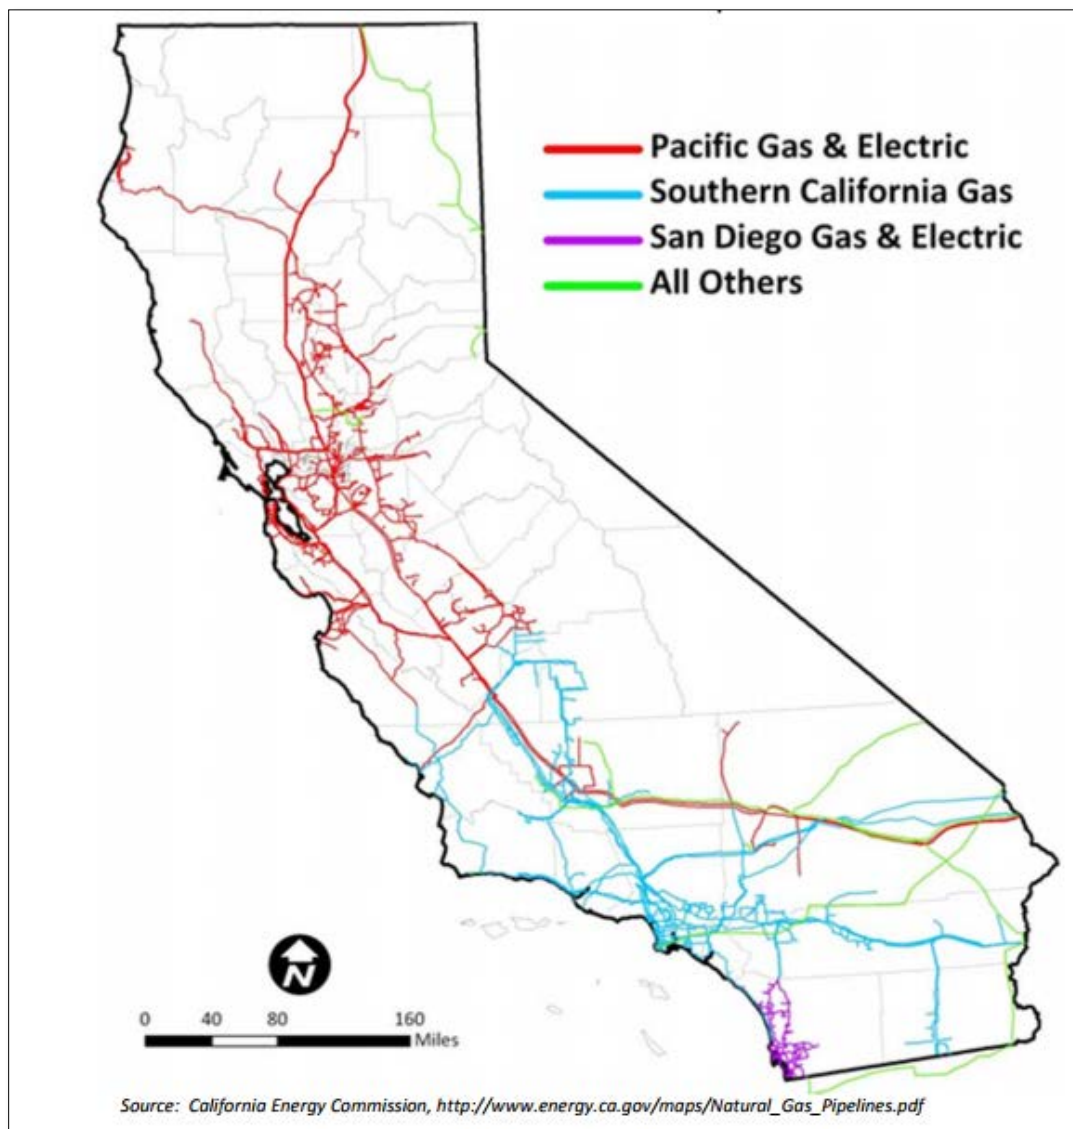 Pacific Gas & Electric
Southern California Gas
San Diego Gas & Electric
All Others
N
0 40 80 160
Miles
Source: California Energy Commission, http://www.energy.ca.gov/maps/Natural_Gas_Pipelines.pdf